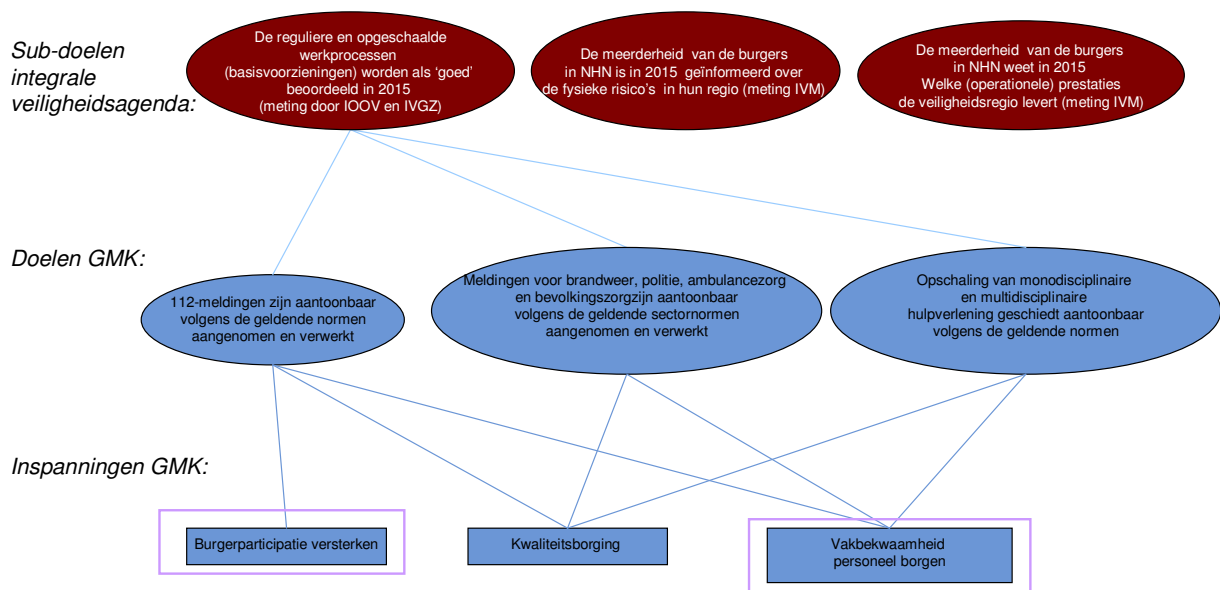 Sub-doelen
integrale
veiligheidsagenda:
De reguliere en opgeschaalde
werkprocessen
(basisvoorzieningen) worden als ‘goed’
beoordeeld in 2015
(meting door IOOV en IVGZ)
De meerderheid van de burgers
in NHN is in 2015 geïnformeerd over
de fysieke risico’s in hun regio (meting IVM)
De meerderheid van de burgers
in NHN weet in 2015
Welke (operationele) prestaties
de veiligheidsregio levert (meting IVM)
Doelen GMK:
112-meldingen zijn aantoonbaar
volgens de geldende normen
aangenomen en verwerkt
Meldingen voor brandweer, politie, ambulancezorg
en bevolkingszorgzijn aantoonbaar
volgens de geldende sectornormen
aangenomen en verwerkt
Opschaling van monodisciplinaire
en multidisciplinaire
hulpverlening geschiedt aantoonbaar
volgens de geldende normen
Inspanningen GMK:
Burgerparticipatie versterken
Kwaliteitsborging
Vakbekwaamheid
personeel borgen